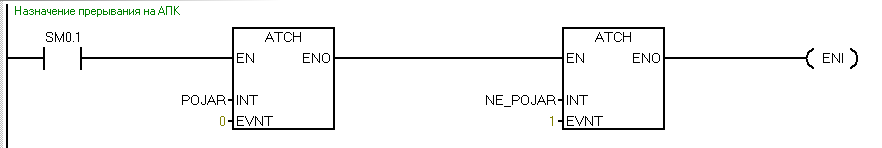 Назначение прерывания на АПК
SM0.1
ATCH
ATCH
EN ENO
EN ENO
ENI
POJAR INT
NE_POJAR INT
0 EVNT
1 EVNT